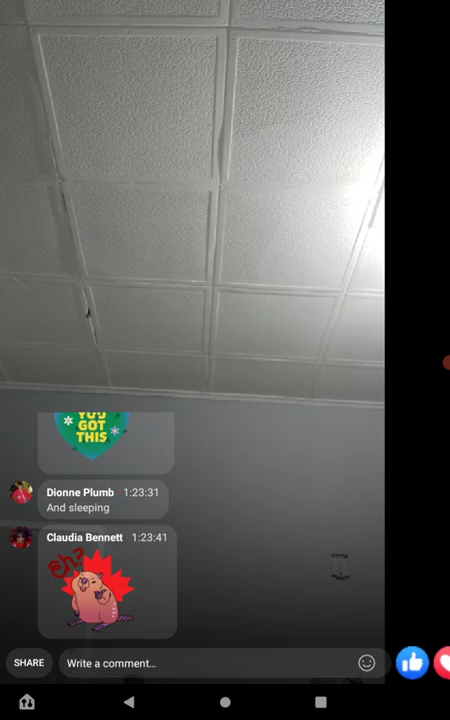 YOU
GOT
THIS
Dionne Plumb 1:23:31
And sleeping
Claudia Bennett 1:23:41
eh?
SHARE
Write a comment...